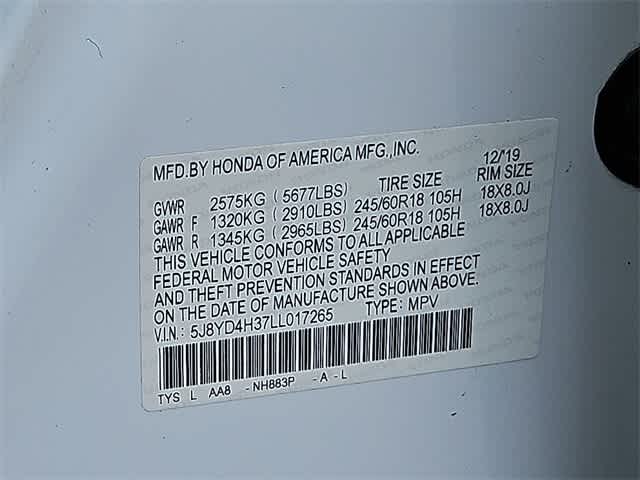 MFD.BY HONDA OF AMERICA MFG.,INC. 12/'19
TIRE SIZE RIM SIZE
GVWR 2575KG ( 5677LBS)
GAWR F 1320KG ( 2910LBS) 245/60R18 105H 18X8.0J
GAWR R 1345KG ( 2965LBS) 245/60R18 105H 18X8.0J
THIS VEHICLE CONFORMS TO ALL APPLICABLE
FEDERAL MOTOR VEHICLE SAFETY
AND THEFT PREVENTION STANDARDS IN EFFECT
ON THE DATE OF MANUFACTURE SHOWN ABOVE.
V.I.N: 5J8YD4H37LL017265 TYPE: MPV
TYS L AA8 -NH883P -A-L